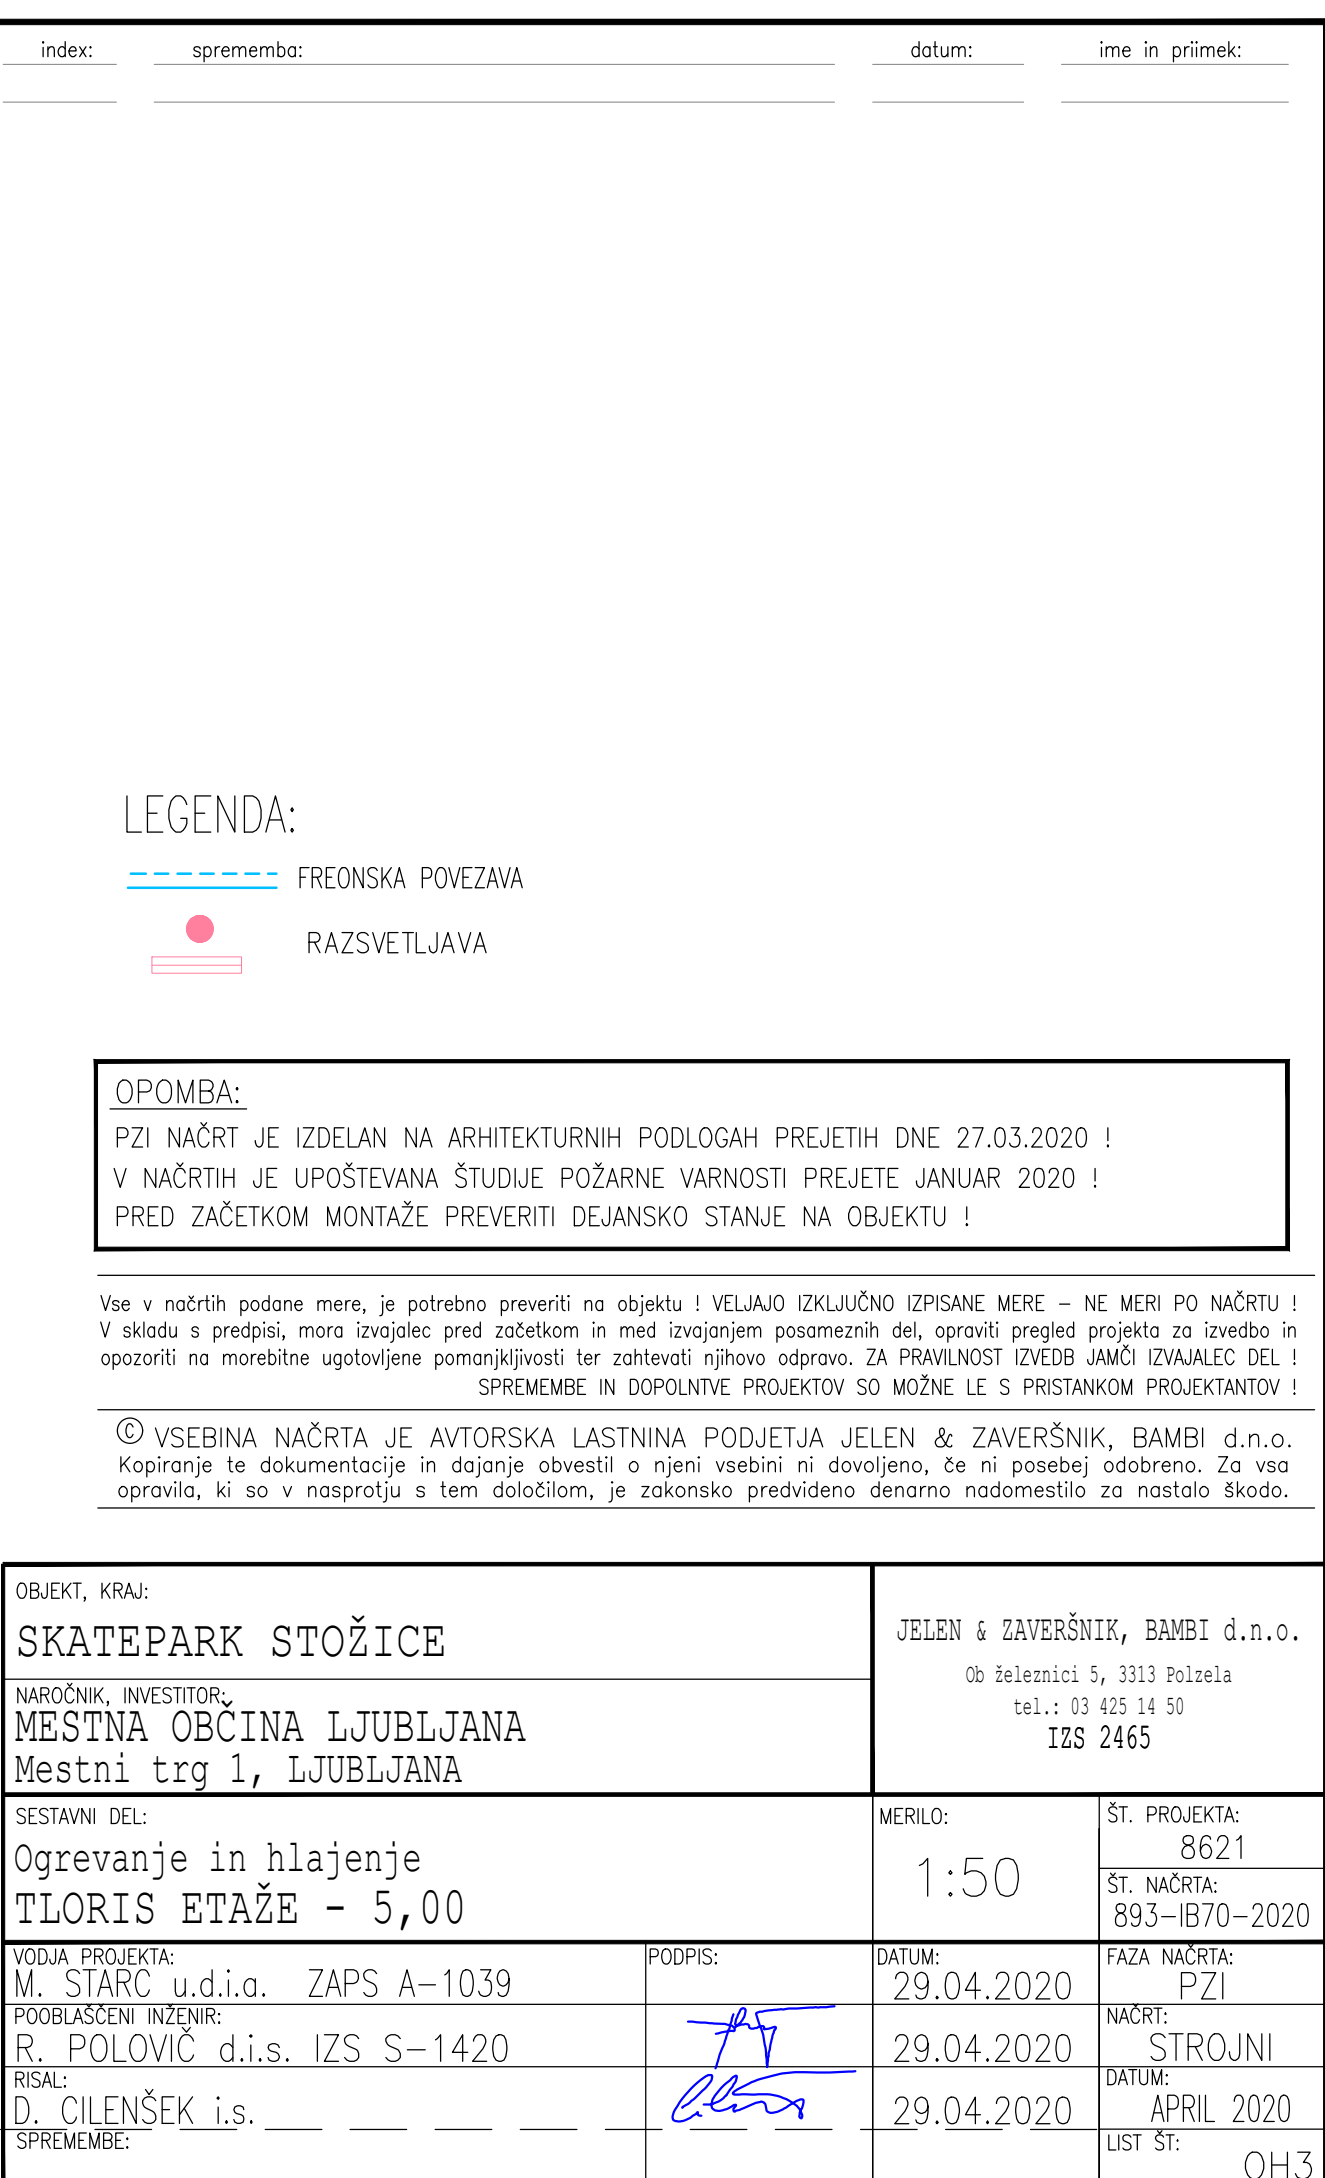 index: sprememba: datum: ime in priimek:
LEGENDA:
FREONSKA POVEZAVA
RAZSVETLJAVA
OPOMBA:
PZI NAČRT JE IZDELAN NA ARHITEKTURNIH PODLOGAH PREJETIH DNE 27.03.2020 !
V NAČRTIH JE UPOŠTEVANA ŠTUDIJE POŽARNE VARNOSTI PREJETE JANUAR 2020 !
PRED ZAČETKOM MONTAŽE PREVERITI DEJANSKO STANJE NA OBJEKTU !
Vse v načrtih podane mere, je potrebno preveriti na objektu ! VELJAJO IZKLJUČNO IZPISANE MERE – NE MERI PO NAČRTU !
V skladu s predpisi, mora izvajalec pred začetkom in med izvajanjem posameznih del, opraviti pregled projekta za izvedbo in
opozoriti na morebitne ugotovljene pomanjkljivosti ter zahtevati njihovo odpravo. ZA PRAVILNOST IZVEDB JAMČI IZVAJALEC DEL !
SPREMEMBE IN DOPOLNTVE PROJEKTOV SO MOŽNE LE S PRISTANKOM PROJEKTANTOV !
© VSEBINA NAČRTA JE AVTORSKA LASTNINA PODJETJA JELEN & ZAVERŠNIK, BAMBI d.n.o.
Kopiranje te dokumentacije in dajanje obvestil o njeni vsebini ni dovoljeno, če ni posebej odobreno. Za vsa
opravila, ki so v nasprotju s tem določilom, je zakonsko predvideno denarno nadomestilo za nastalo škodo.
OBJEKT, KRAJ:
SKATEPARK STOŽICE
NAROČNIK, INVESTITOR:
MESTNA OBČINA LJUBLJANA
Mestni trg 1, LJUBLJANA
JELEN & ZAVERŠNIK, BAMBI d.n.o.
Ob železnici 5, 3313 Polzela
tel.: 03 425 14 50
IZS 2465
SESTAVNI DEL:
Ogrevanje in hlajenje
TLORIS ETAŽE - 5,00
MERILO:
1:50
ŠT. PROJEKTA:
8621
ŠT. NAČRTA:
893–IB70–2020
VODJA PROJEKTA: PODPIS: DATUM: FAZA NAČRTA:
M. STARC u.d.i.a. ZAPS A–1039 29.04.2020 PZI
POOBLAŠČENI INŽENIR: NAČRT:
R. POLOVIČ d.i.s. IZS S–1420 29.04.2020 STROJNI
RISAL: DATUM:
D. CILENŠEK i.s. 29.04.2020 APRIL 2020
SPREMEMBE: LIST ŠT:
OH3